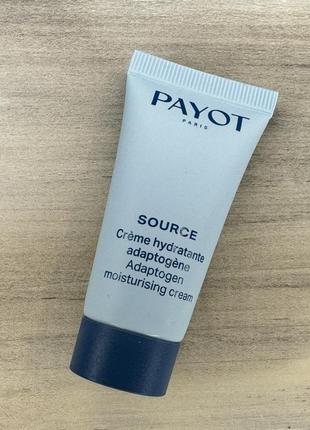 PAYOT
PARIS
SOURCE
Crème hydratante
adaptogène
Adaptogen
moisturising cream